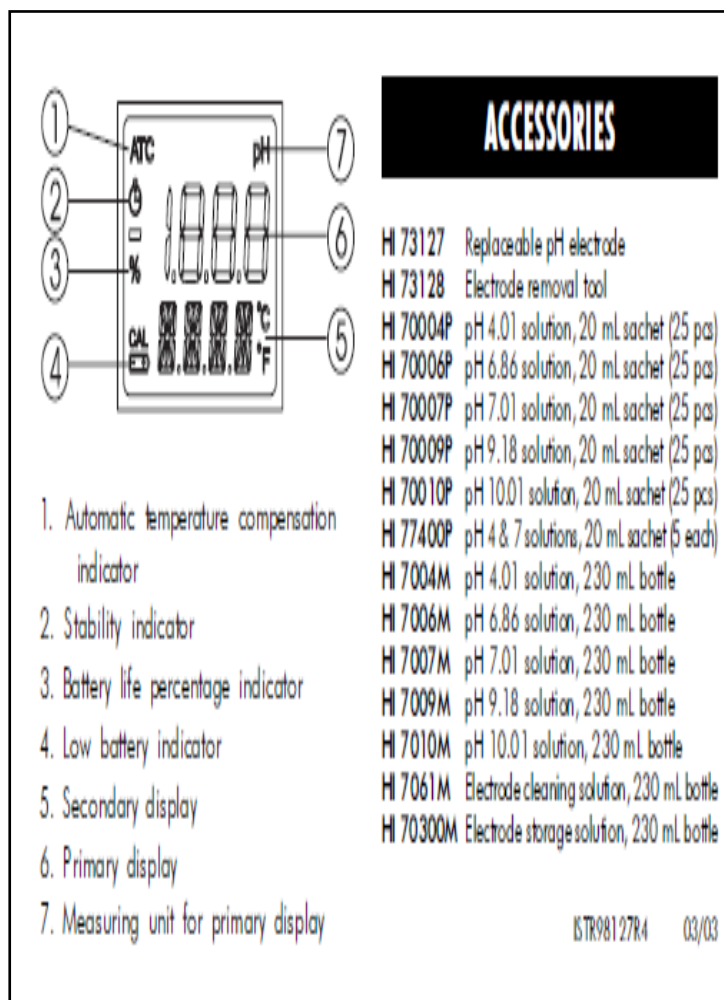 1
ATC
pH
7
2
1.8.8.8
6
3
%
CAL
°C
°F
4
5
1. Automatic temperature compensation
indicator
2. Stability indicator
3. Battery life percentage indicator
4. Low battery indicator
5. Secondary display
6. Primary display
7. Measuring unit for primary display
ACCESSORIES
HI 73127 Replaceable pH electrode
HI 73128 Electrode removal tool
HI 70004P pH 4.01 solution, 20 mL sachet (25 pcs)
HI 70006P pH 6.86 solution, 20 mL sachet (25 pcs)
HI 70007P pH 7.01 solution, 20 mL sachet (25 pcs)
HI 70009P pH 9.18 solution, 20 mL sachet (25 pcs)
HI 70010P pH 10.01 solution, 20 mL sachet (25 pcs)
HI 77400P pH 4 & 7 solutions, 20 mL sachet (5 each)
HI 7004M pH 4.01 solution, 230 mL bottle
HI 7006M pH 6.86 solution, 230 mL bottle
HI 7007M pH 7.01 solution, 230 mL bottle
HI 7009M pH 9.18 solution, 230 mL bottle
HI 7010M pH 10.01 solution, 230 mL bottle
HI 7061M Electrode cleaning solution, 230 mL bottle
HI 70300M Electrode storage solution, 230 mL bottle
ISTR98127R4 03/03